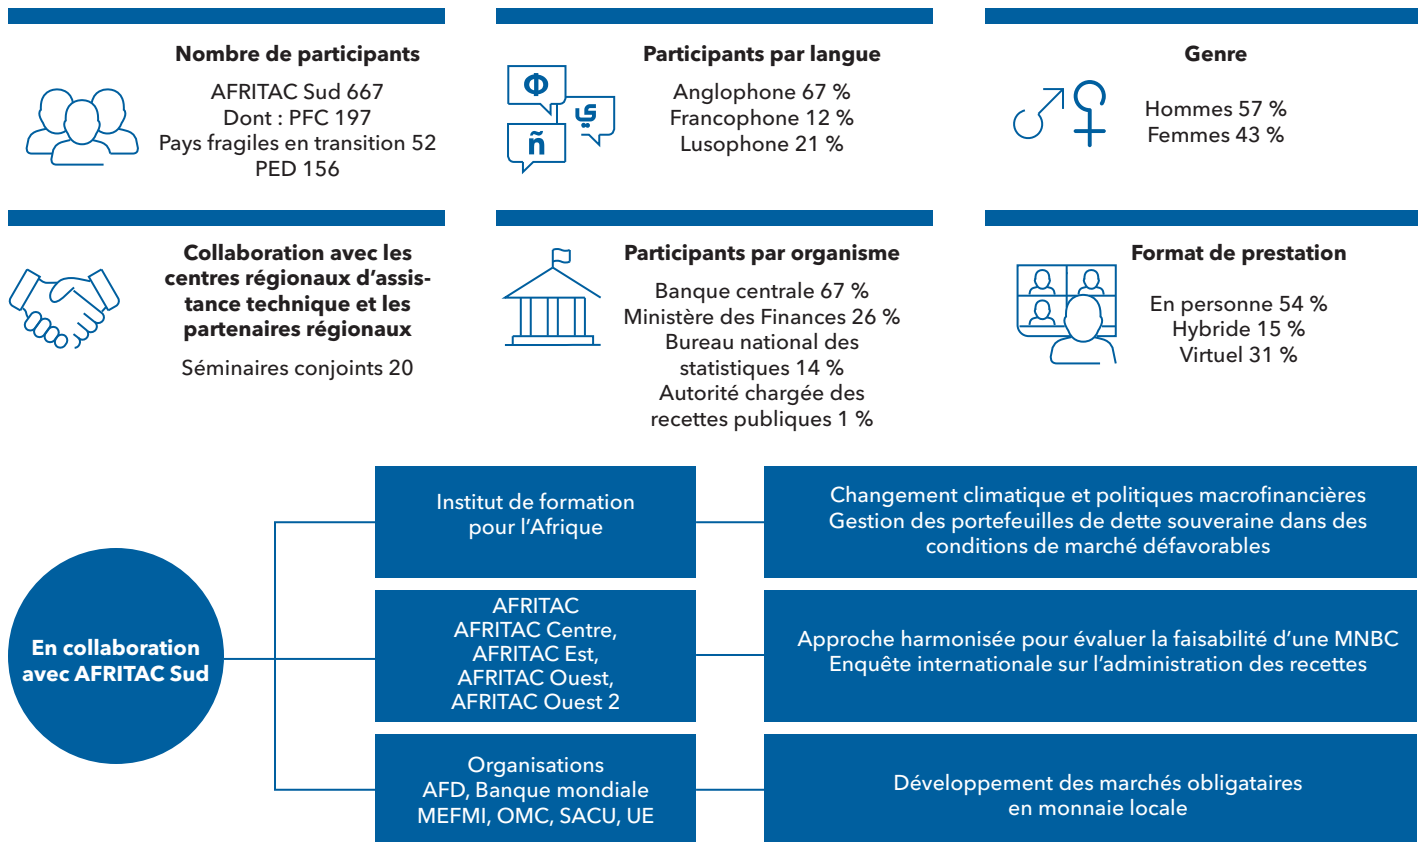 Nombre de participants
AFRITAC Sud 667
Dont : PFC 197
Pays fragiles en transition 52
PED 156
Φ
ي
ñ
Participants par langue
Anglophone 67 %
Francophone 12 %
Lusophone 21 %
Genre
Hommes 57 %
Femmes 43 %
Collaboration avec les
centres régionaux d’assis-
tance technique et les
partenaires régionaux
Séminaires conjoints 20
Participants par organisme
Banque centrale 67 %
Ministère des Finances 26 %
Bureau national des
statistiques 14 %
Autorité chargée des
recettes publiques 1 %
Format de prestation
En personne 54 %
Hybride 15 %
Virtuel 31 %
En collaboration
avec AFRITAC Sud
Institut de formation
pour l’Afrique
Changement climatique et politiques macrofinancières
Gestion des portefeuilles de dette souveraine dans des
conditions de marché défavorables
AFRITAC
AFRITAC Centre,
AFRITAC Est,
AFRITAC Ouest,
AFRITAC Ouest 2
Approche harmonisée pour évaluer la faisabilité d’une MNBC
Enquête internationale sur l’administration des recettes
Organisations
AFD, Banque mondiale
MEFMI, OMC, SACU, UE
Développement des marchés obligataires
en monnaie locale